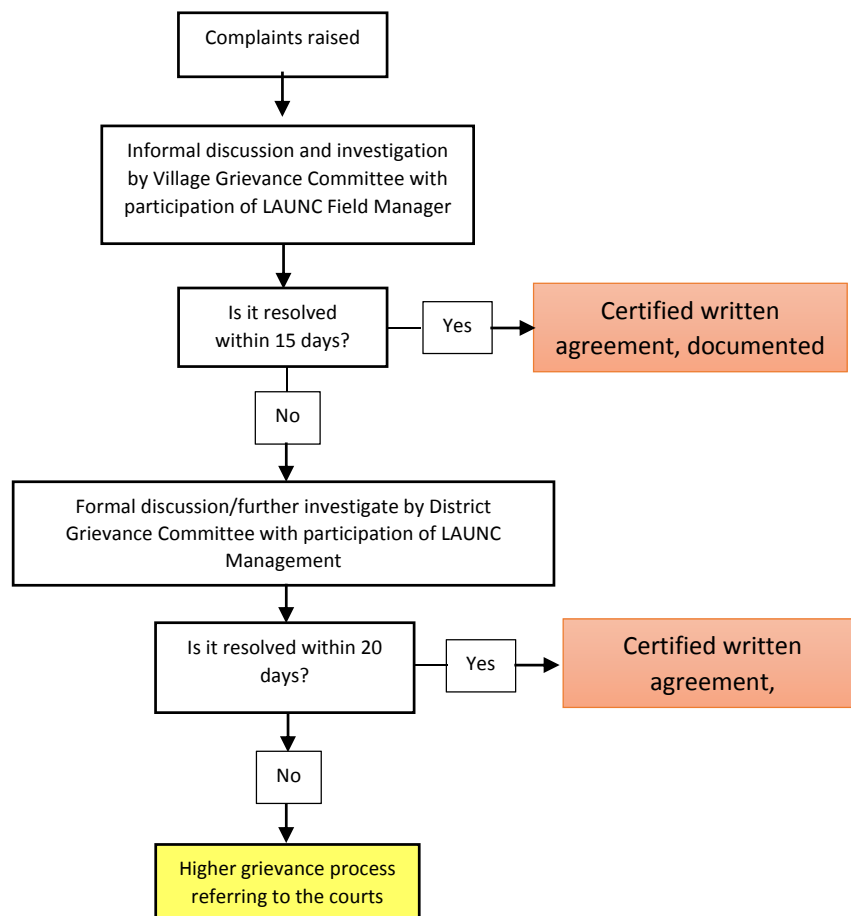 Complaints raised
Informal discussion and investigation
by Village Grievance Committee with
participation of LAUNC Field Manager
Is it resolved
within 15 days?
Yes
Certified written
agreement, documented
No
Formal discussion/further investigate by District
Grievance Committee with participation of LAUNC
Management
Is it resolved within 20
days?
Yes
Certified written
agreement,
No
Higher grievance process
referring to the courts